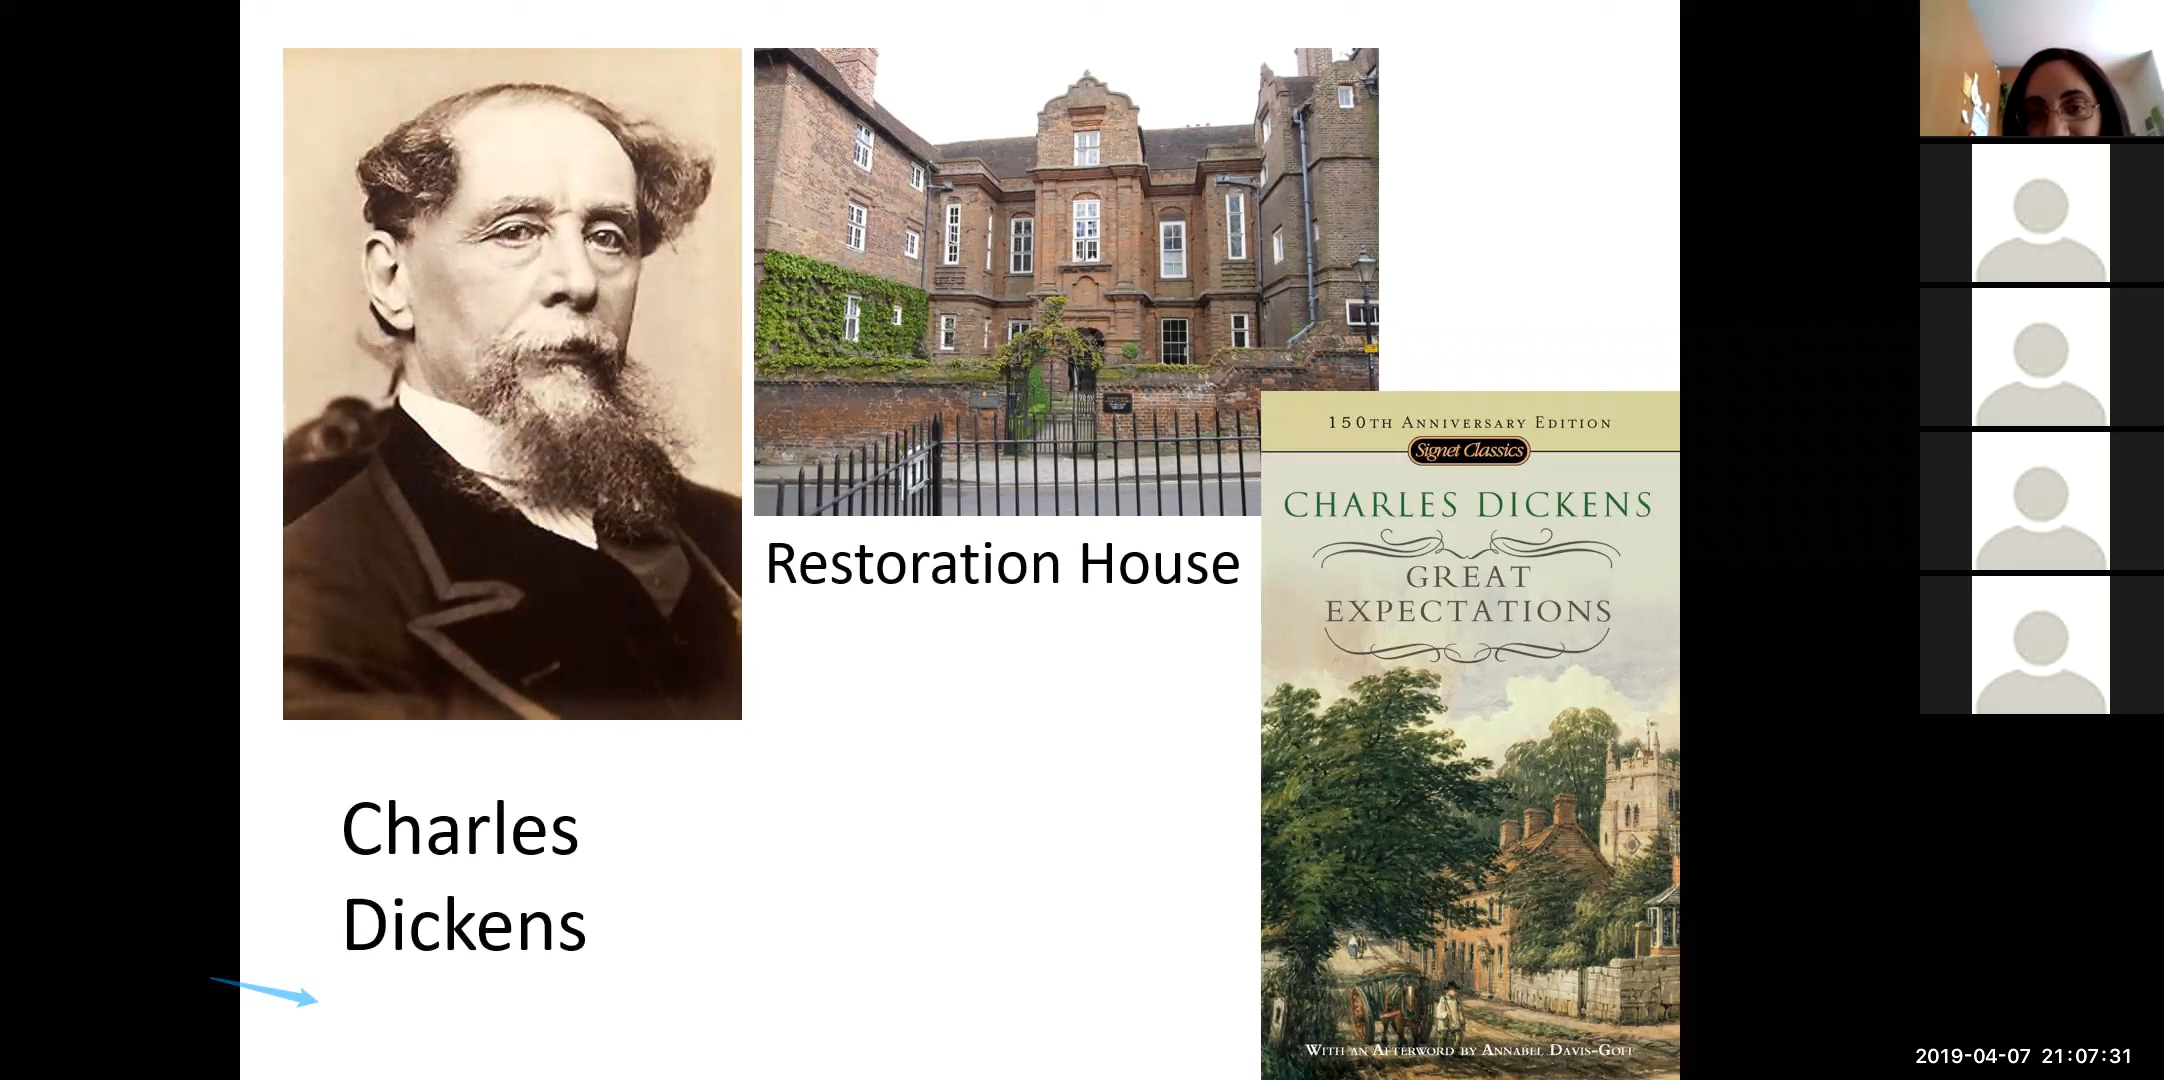 Restoration House
Charles
Dickens
150TH ANNIVERSARY EDITION
Signet Classics
CHARLES DICKENS
GREAT
EXPECTATIONS
WITH AN AFTERWORD BY ANNABEL DAVIS-GOFF
2019-04-07 21:07:31